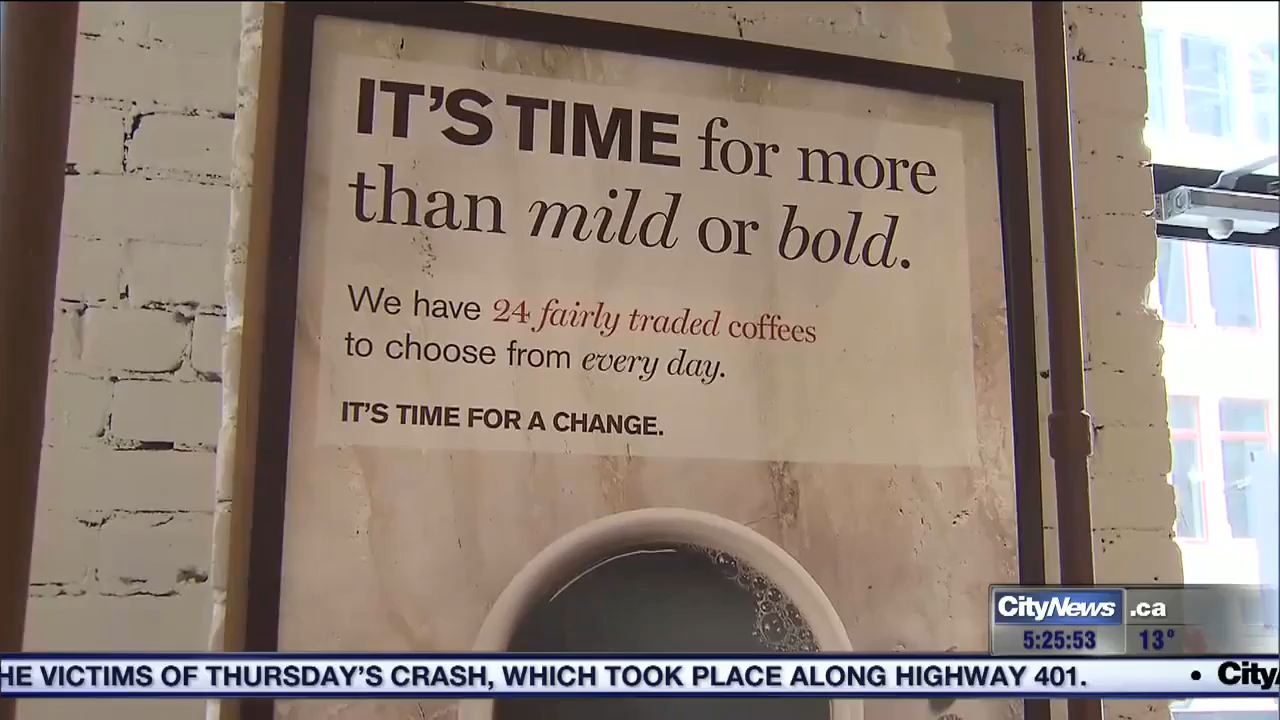 IT'S TIME for more
than mild or bold.
We have 24 fairly traded coffees
to choose from every day.
IT'S TIME FOR A CHANGE.
CityNews .ca
5:25:53 13°
HE VICTIMS OF THURSDAY'S CRASH, WHICH TOOK PLACE ALONG HIGHWAY 401. • City